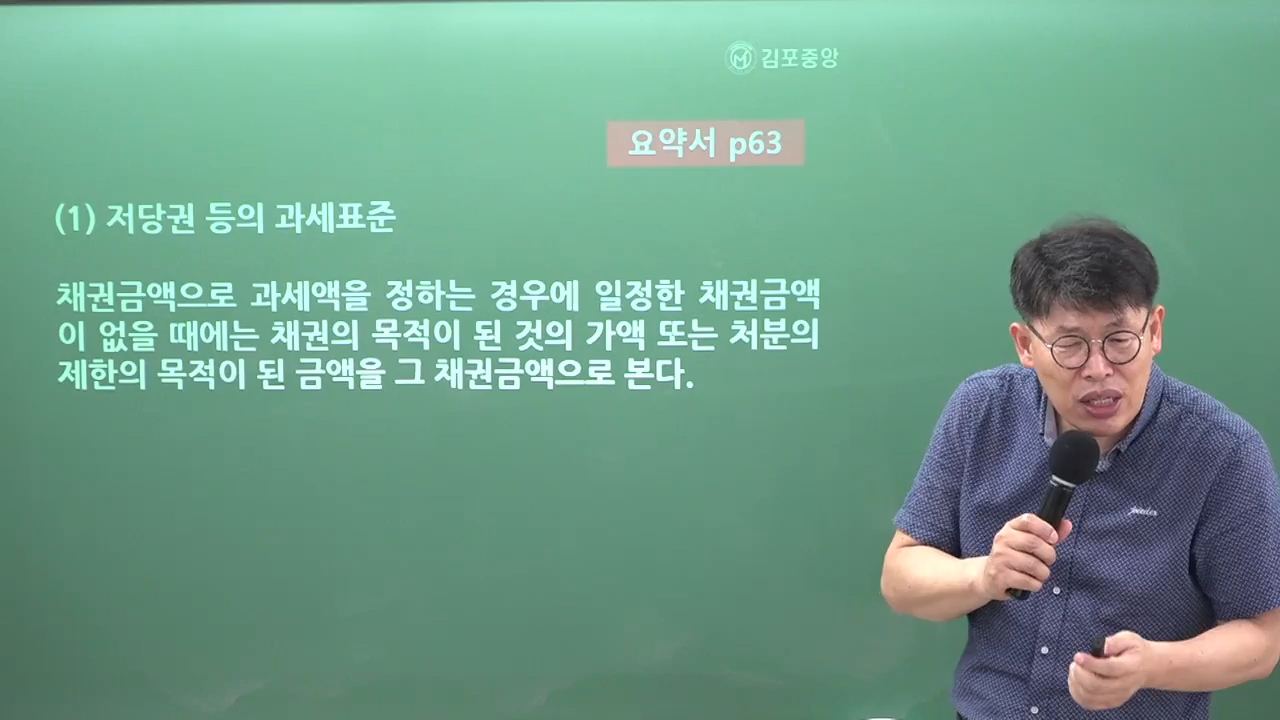 김포중앙
요약서 p63
(1) 저당권 등의 과세표준
채권금액으로 과세액을 정하는 경우에 일정한 채권금액
이 없을 때에는 채권의 목적이 된 것의 가액 또는 처분의
제한의 목적이 된 금액을 그 채권금액으로 본다.